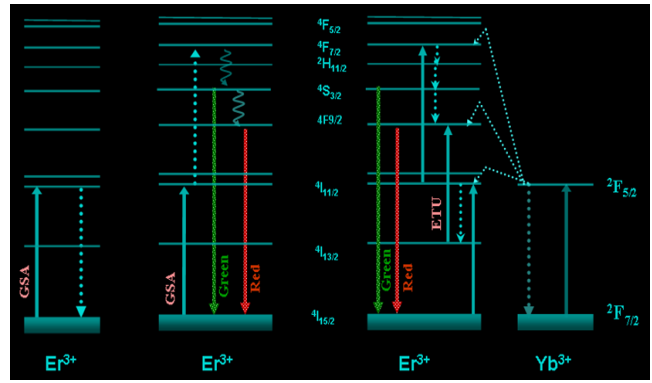 ⁴F₅/₂
⁴F₇/₂
²H₁₁/₂
⁴S₃/₂
⁴F9/₂
⁴I₁₁/₂
⁴I₁₃/₂
⁴I₁₅/₂
²F₅/₂
²F₇/₂
GSA
GSA
Green
Red
Green
Red
ETU
Er³⁺
Er³⁺
Er³⁺
Yb³⁺